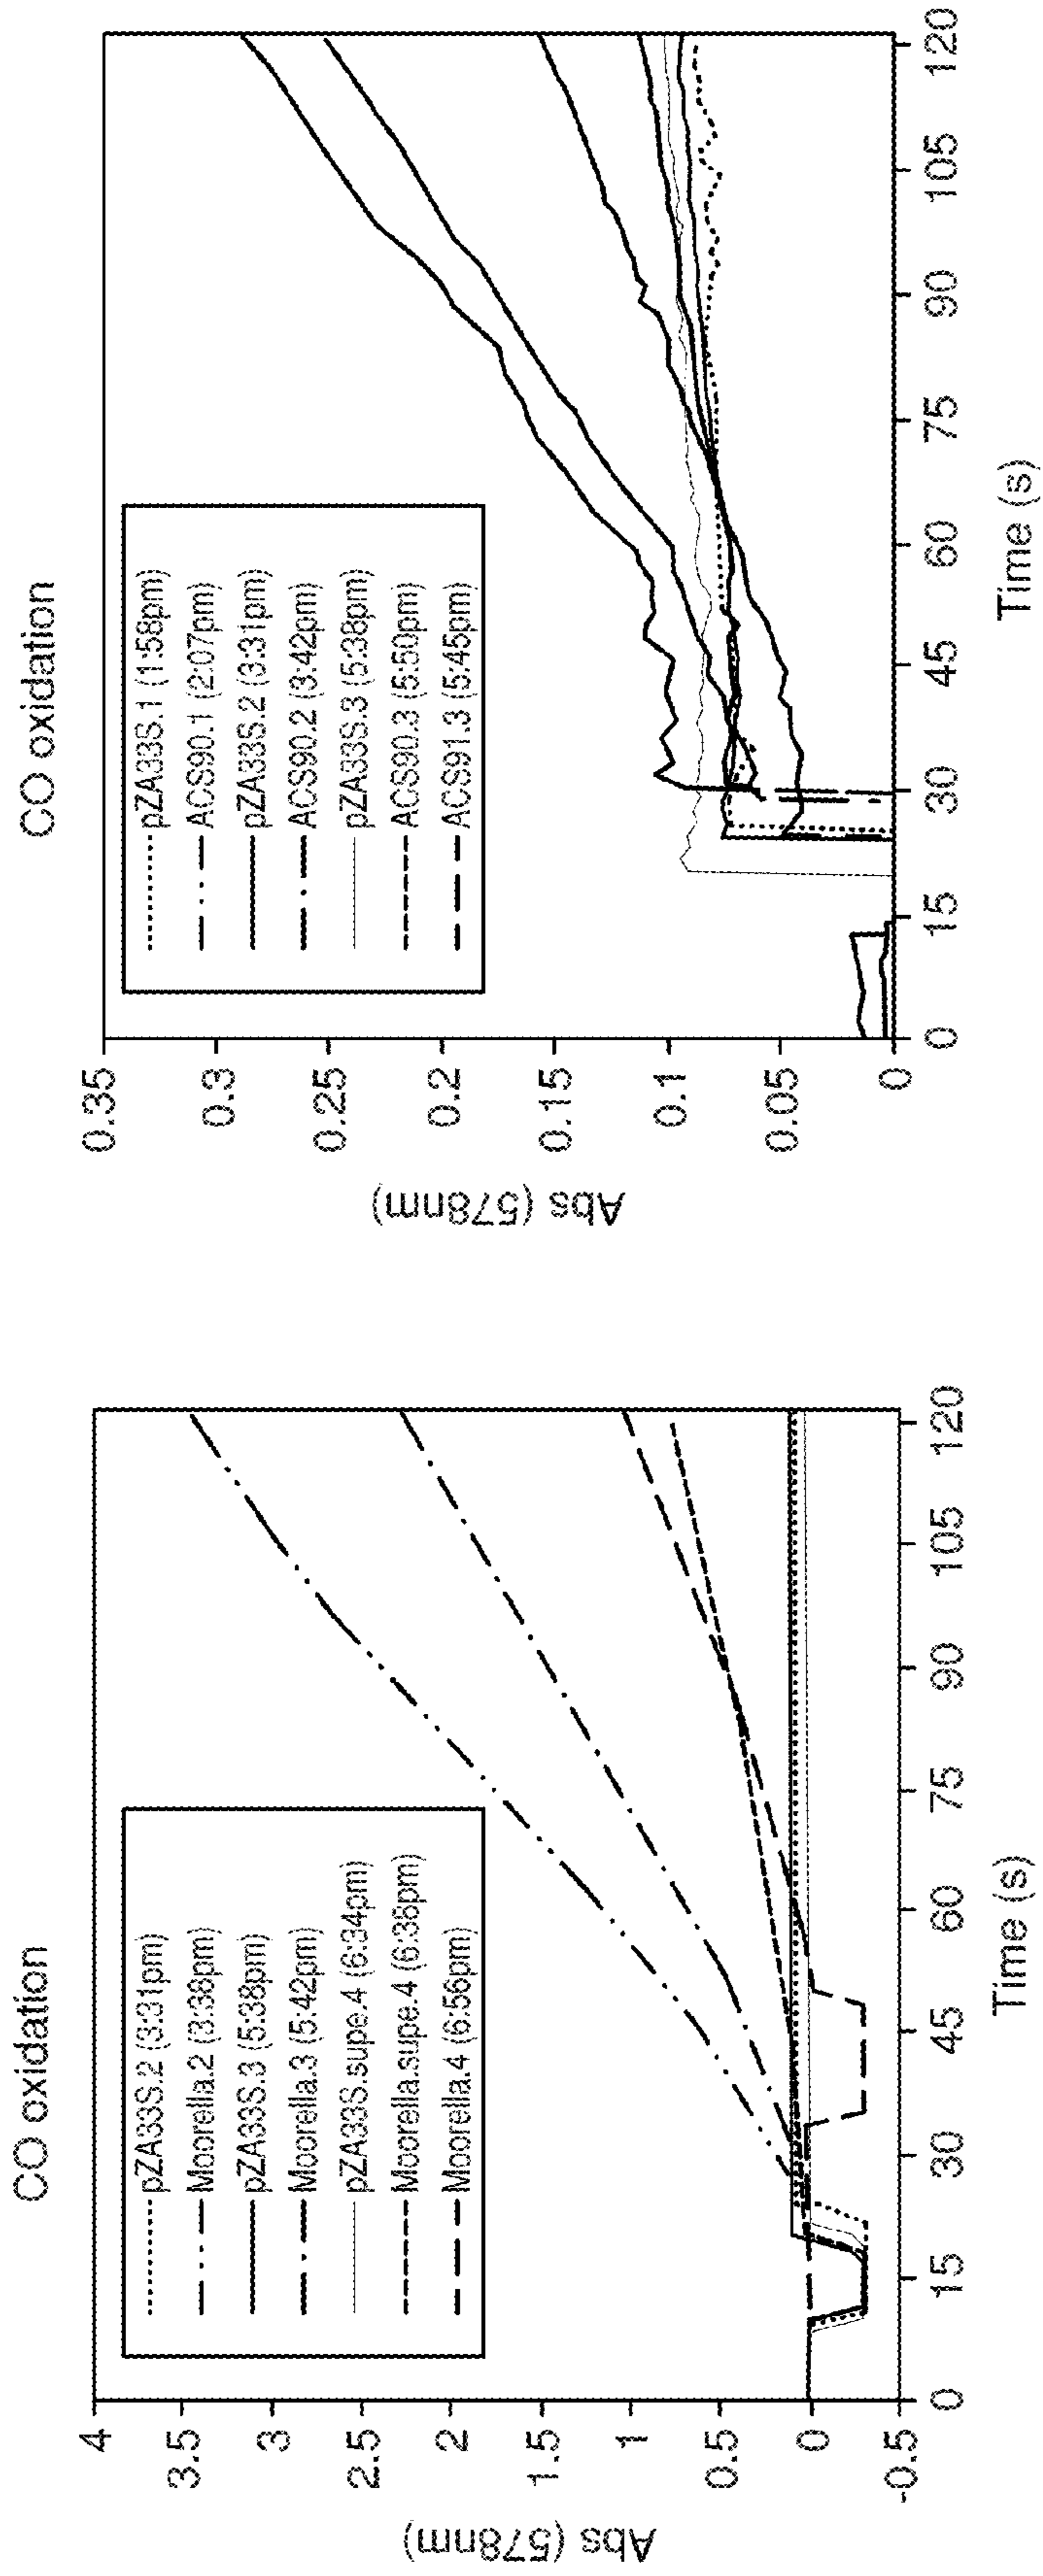 CO oxidation
Abs (578nm)
4
3.5
3
2.5
2
1.5
1
0.5
0
-0.5
pZA33S.2 (3:31pm)
Moorella.2 (3:38pm)
pZA33S.3 (5:38pm)
Moorella.3 (5:42pm)
pZA33S.supe.4 (6:34pm)
Moorella.supe.4 (6:38pm)
Moorella.4 (6:56pm)
0 15 30 45 60 75 90 105 120
Time (s)
CO oxidation
Abs (578nm)
0.35
0.3
0.25
0.2
0.15
0.1
0.05
0
pZA33S.1 (1:58pm)
ACS90.1 (2:07pm)
pZA33S.2 (3:31pm)
ACS90.2 (3:42pm)
pZA33S.3 (5:38pm)
ACS90.3 (5:50pm)
ACS91.3 (5:45pm)
0 15 30 45 60 75 90 105 120
Time (s)